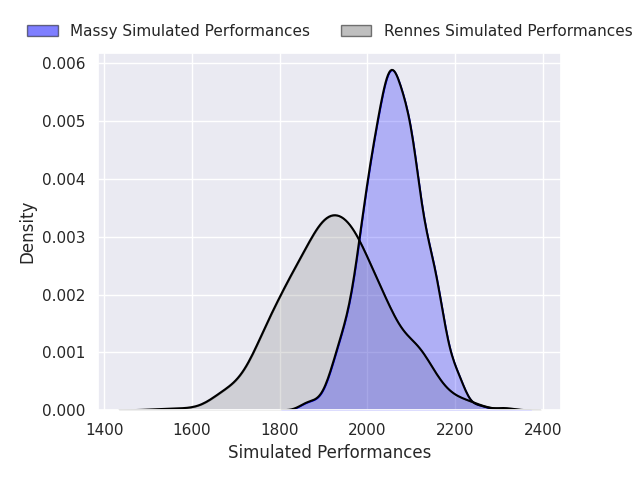 Massy Simulated Performances
Rennes Simulated Performances
0.006
0.005
0.004
0.003
0.002
0.001
0.000
Density
1400 1600 1800 2000 2200 2400
Simulated Performances